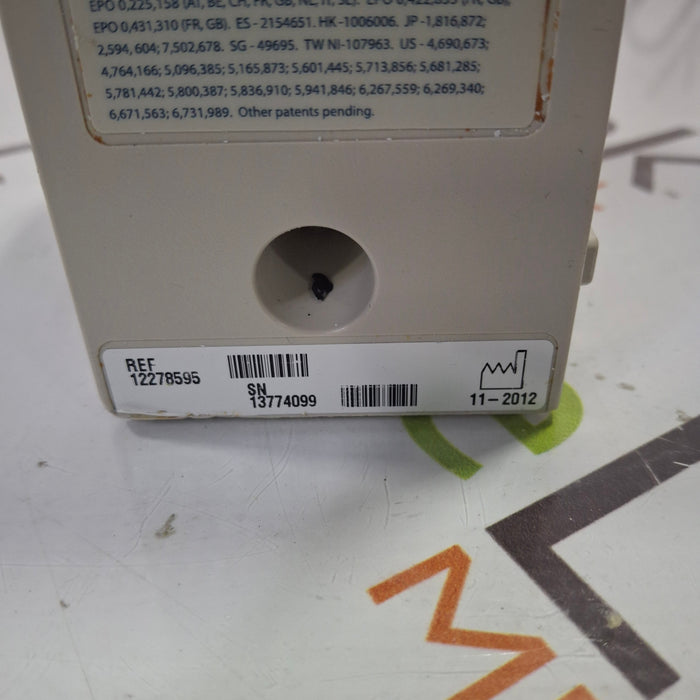 EPO 0,225,158 (AT, BE, CH, FR, GB, NL, IT, SE). EPO 0,422,853 (FR, GB),
EPO 0,431,310 (FR, GB). ES - 2154651. HK -1006006. JP -1,816,872;
2,594,604; 7,502,678. SG - 49695. TW NI-107963. US - 4,690,673;
4,764,166; 5,096,385; 5,165,873; 5,601,445; 5,713,856; 5,681,285;
5,781,442; 5,800,387; 5,836,910; 5,941,846; 6,267,559; 6,269,340;
6,671,563; 6,731,989. Other patents pending.
REF
12278595
SN
13774099
11-2012